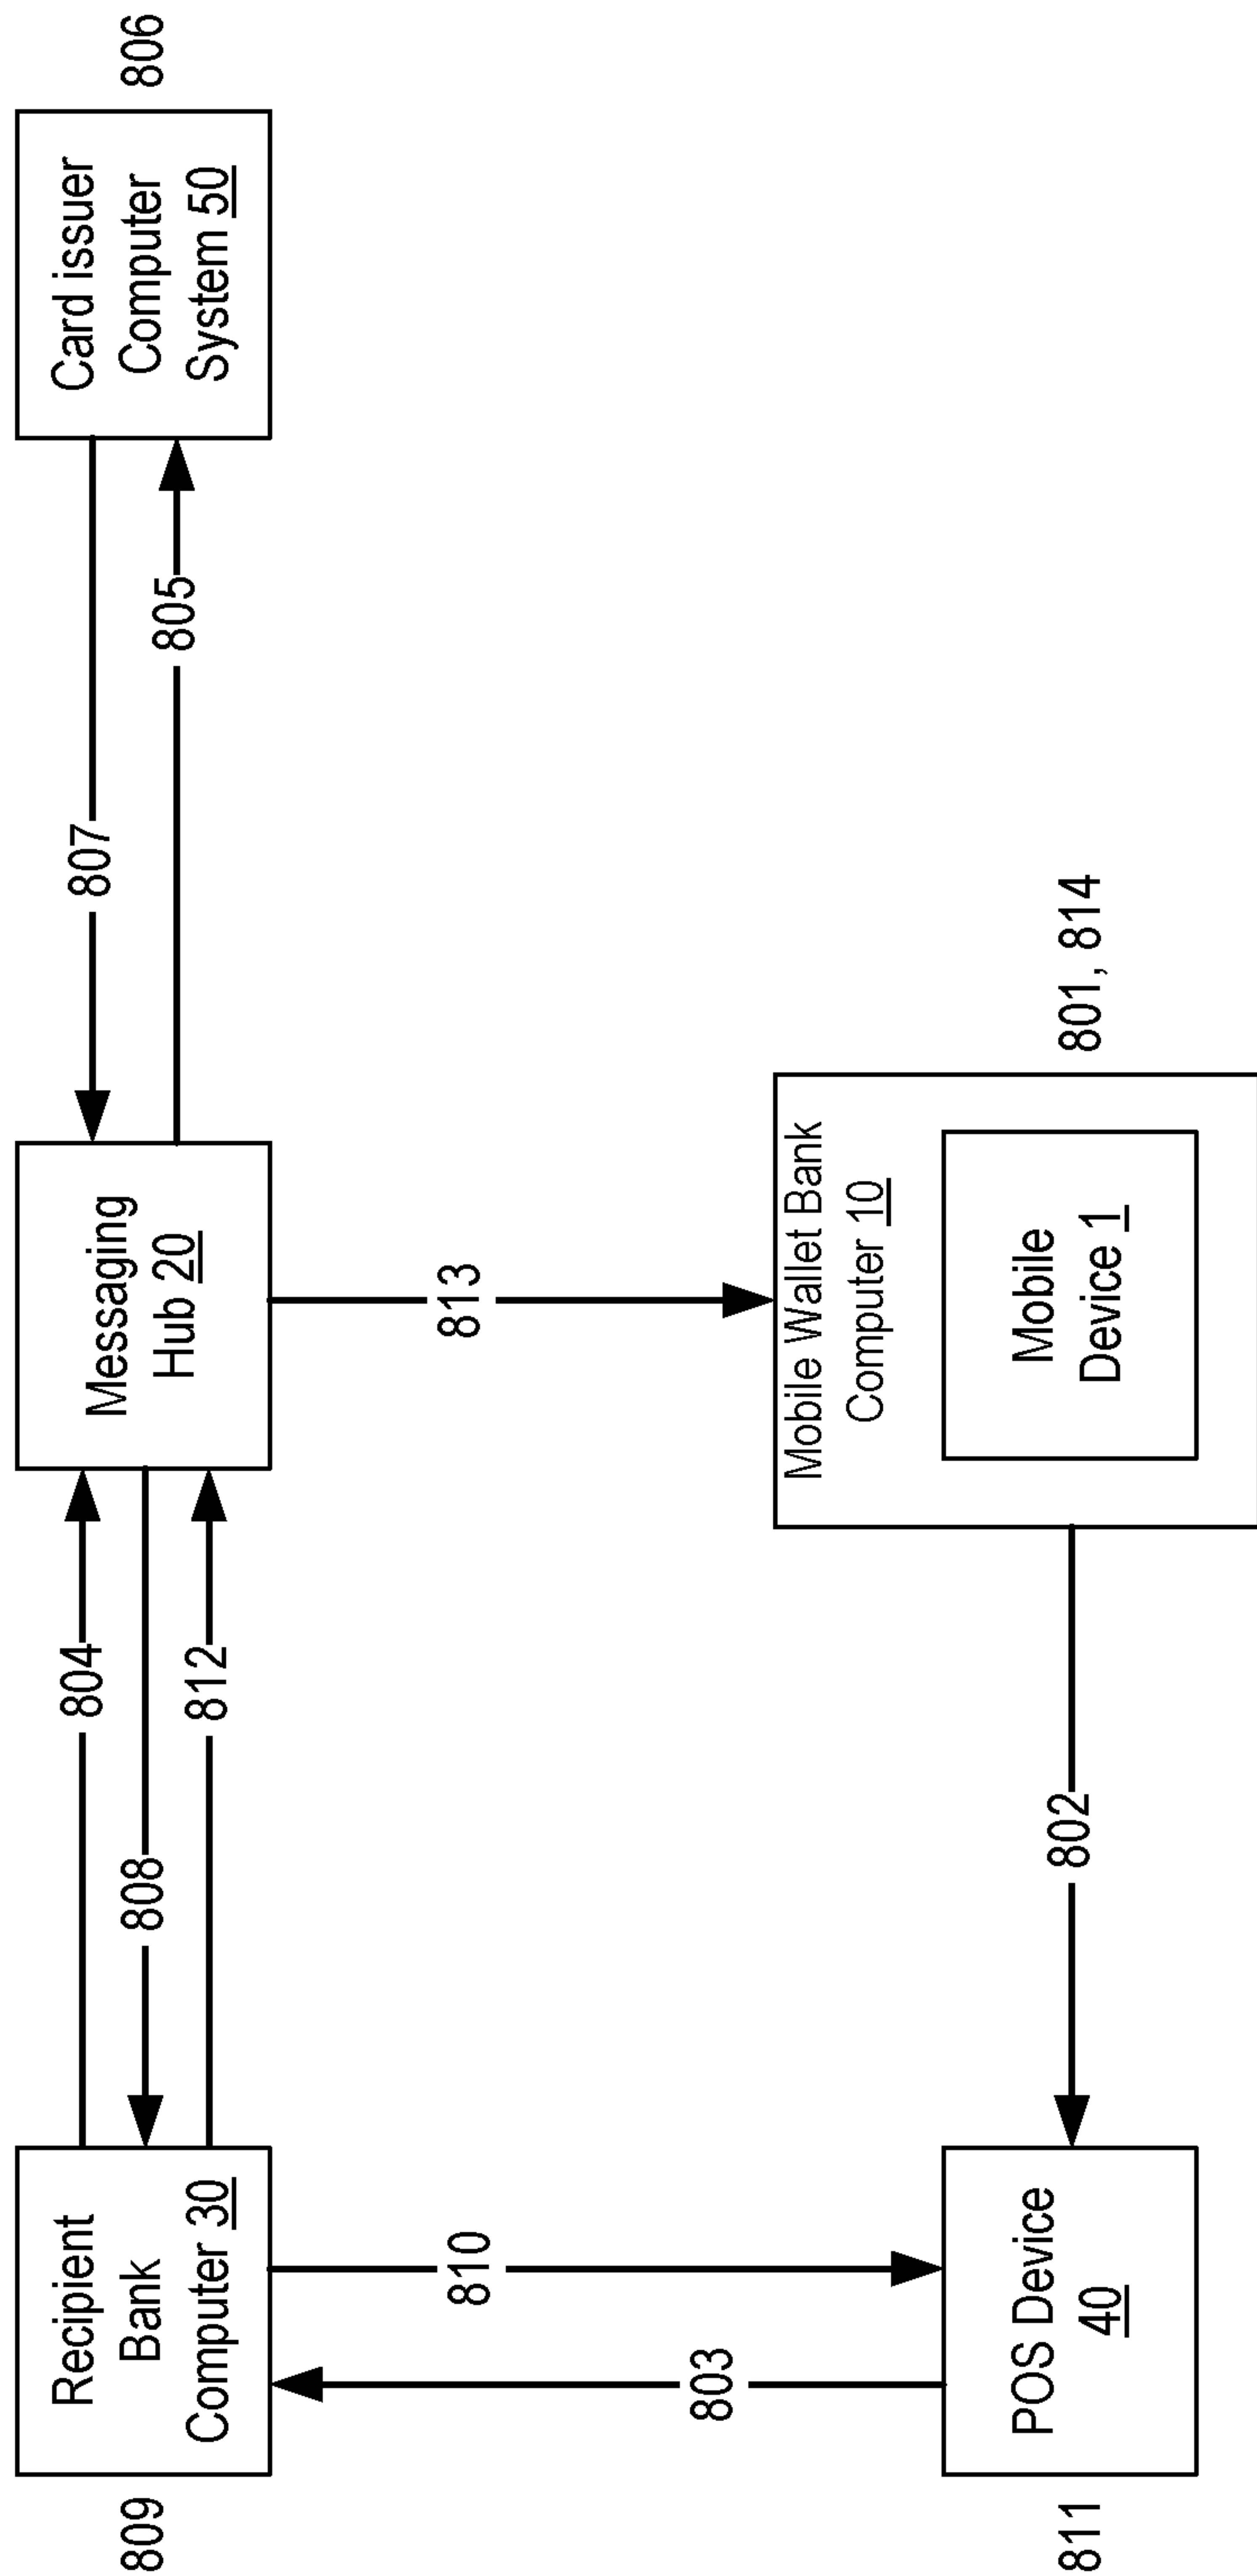 809
Recipient
Bank
Computer 30
804
808
812
Messaging
Hub 20
807
805
Card issuer
Computer
System 50
806
803
810
813
811
POS Device
40
802
Mobile Wallet Bank
Computer 10
Mobile
Device 1
801, 814